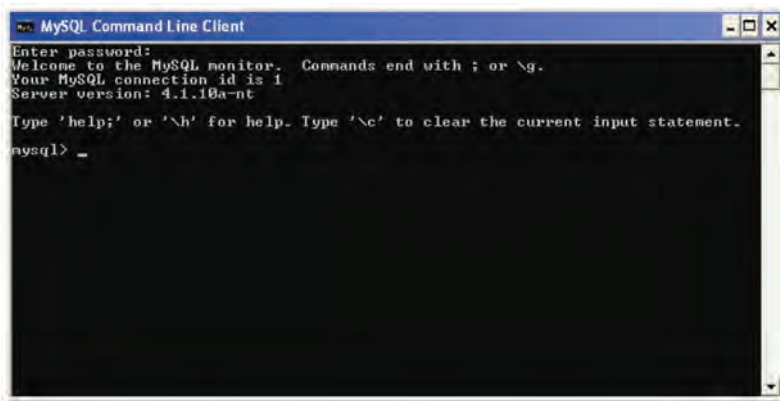 MySQL Command Line Client
Enter password:
Welcome to the MySQL monitor.  Commands end with ; or \g.
Your MySQL connection id is 1
Server version: 4.1.10a-nt
Type 'help;' or '\h' for help. Type '\c' to clear the current input statement.
mysql> _